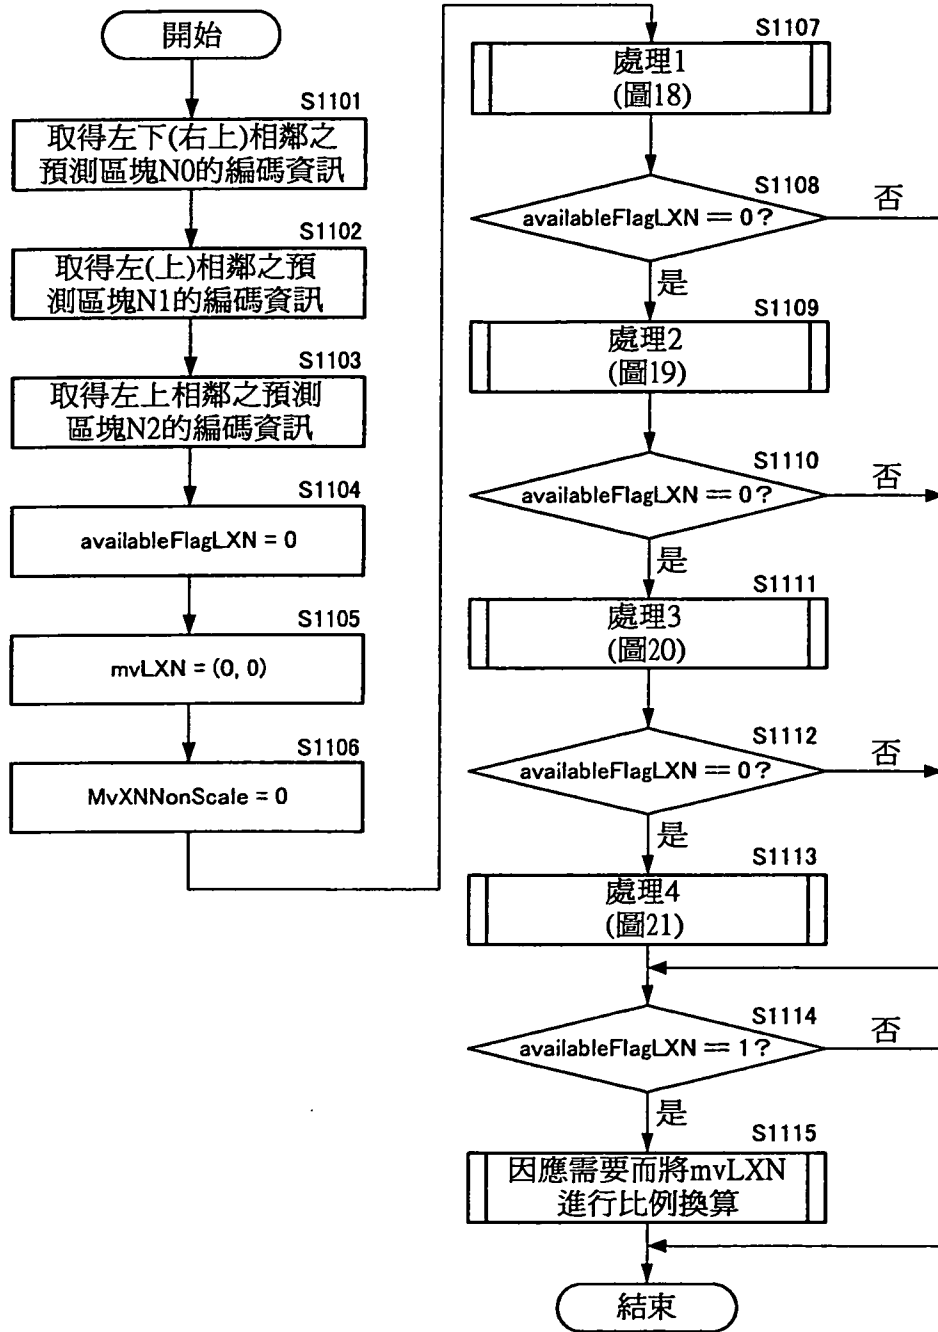 開始
S1101
取得左下(右上)相鄰之
預測區塊N0的編碼資訊
S1102
取得左(上)相鄰之預
測區塊N1的編碼資訊
S1103
取得左上相鄰之預測
區塊N2的編碼資訊
S1104
availableFlagLXN = 0
S1105
mvLXN = (0, 0)
S1106
MvXNNonScale = 0
S1107
處理1
(圖18)
S1108
availableFlagLXN == 0?
否
是
S1109
處理2
(圖19)
S1110
availableFlagLXN == 0?
否
是
S1111
處理3
(圖20)
S1112
availableFlagLXN == 0?
否
是
S1113
處理4
(圖21)
S1114
availableFlagLXN == 1?
否
是
S1115
因應需要而將mvLXN
進行比例換算
結束